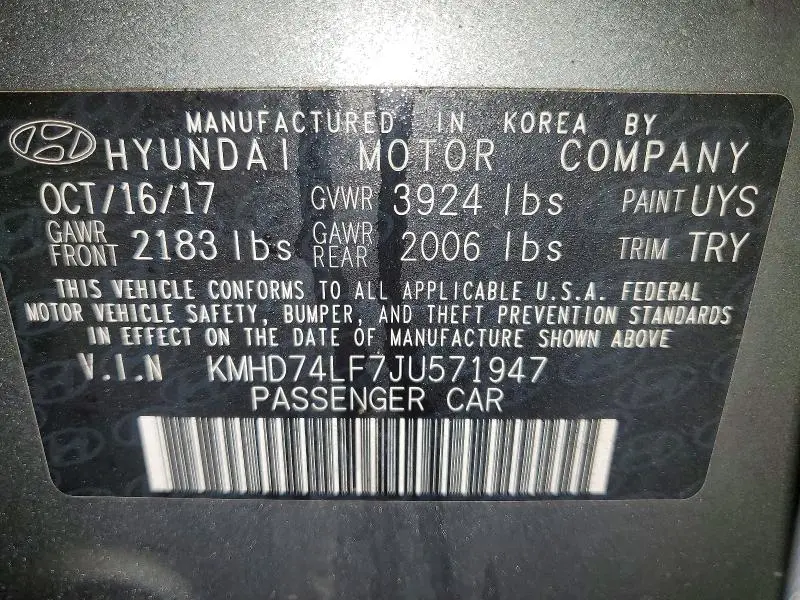 MANUFACTURED IN KOREA BY
HYUNDAI MOTOR COMPANY
OCT/16/17 GVWR 3924 lbs PAINT UYS
GAWR FRONT 2183 lbs GAWR REAR 2006 lbs TRIM TRY
THIS VEHICLE CONFORMS TO ALL APPLICABLE U.S.A. FEDERAL
MOTOR VEHICLE SAFETY, BUMPER, AND THEFT PREVENTION STANDARDS
IN EFFECT ON THE DATE OF MANUFACTURE SHOWN ABOVE
V.I.N KMHD74LF7JU571947
PASSENGER CAR